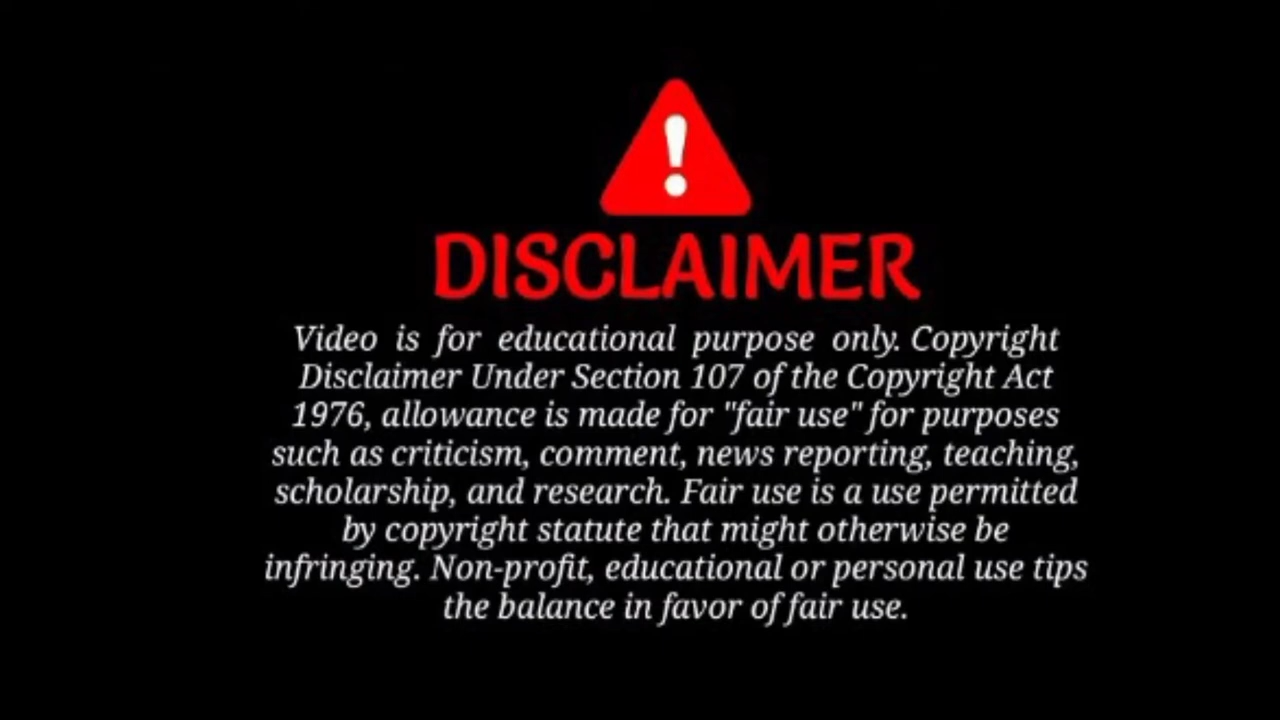 DISCLAIMER
Video is for educational purpose only. Copyright
Disclaimer Under Section 107 of the Copyright Act
1976, allowance is made for "fair use" for purposes
such as criticism, comment, news reporting, teaching,
scholarship, and research. Fair use is a use permitted
by copyright statute that might otherwise be
infringing. Non-profit, educational or personal use tips
the balance in favor of fair use.